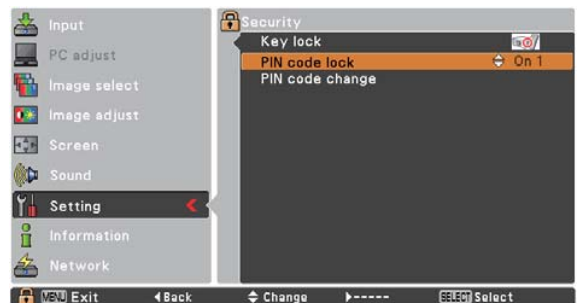 Input
PC adjust
Image select
Image adjust
Screen
Sound
Setting
Information
Network
Security
Key lock
PIN code lock On 1
PIN code change
MENU Exit Back Change ----- SELECT Select